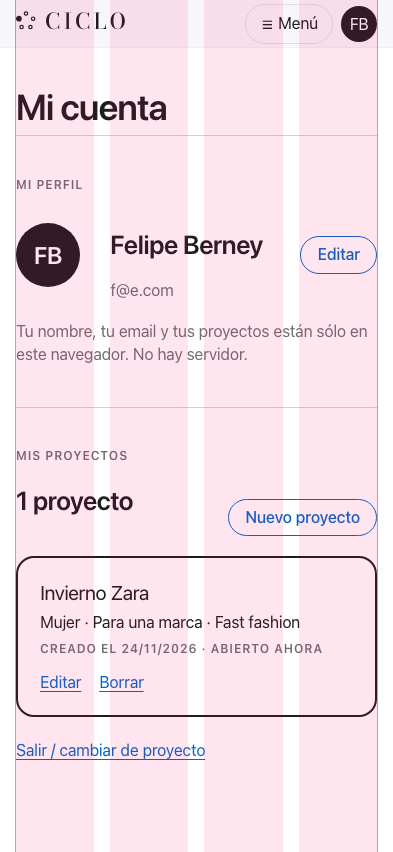 CICLO
≡ Menú
FB
Mi cuenta
MI PERFIL
FB
Felipe Berney
Editar
f@e.com
Tu nombre, tu email y tus proyectos están sólo en
este navegador. No hay servidor.
MIS PROYECTOS
1 proyecto
Nuevo proyecto
Invierno Zara
Mujer · Para una marca · Fast fashion
CREADO EL 24/11/2026 · ABIERTO AHORA
Editar Borrar
Salir / cambiar de proyecto